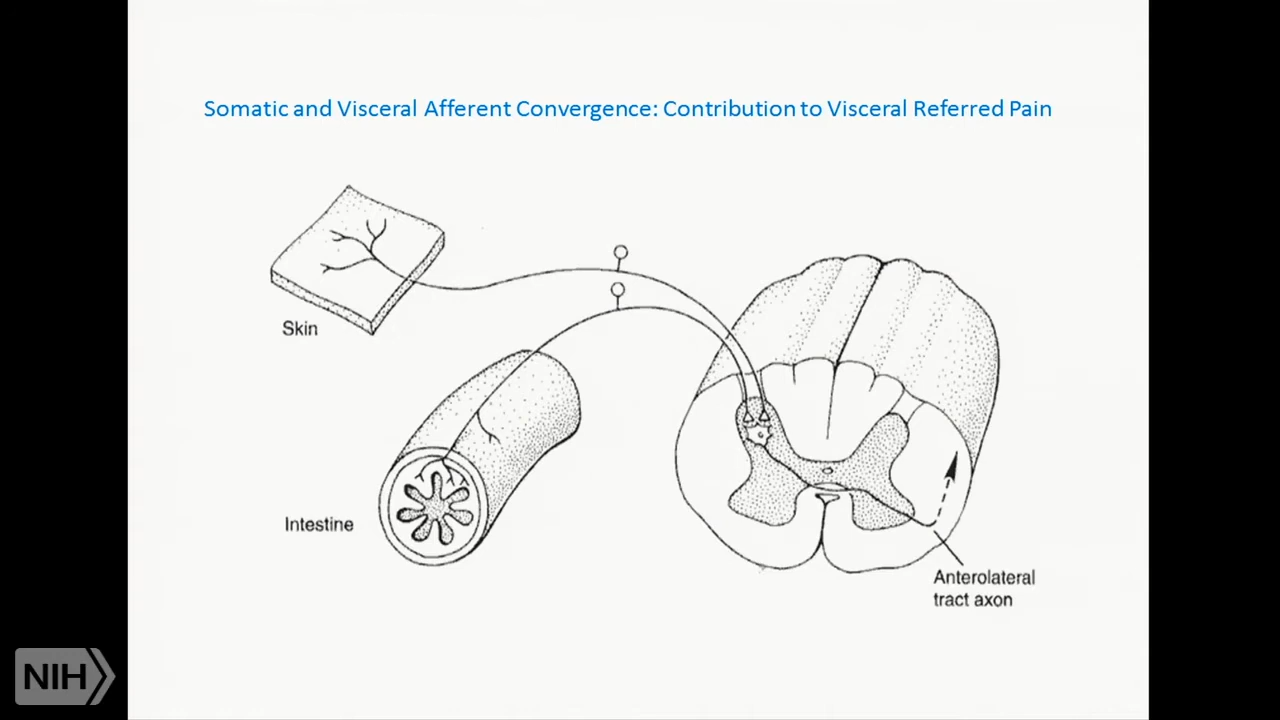 Somatic and Visceral Afferent Convergence: Contribution to Visceral Referred Pain
Skin
Intestine
Anterolateral
tract axon
NIH